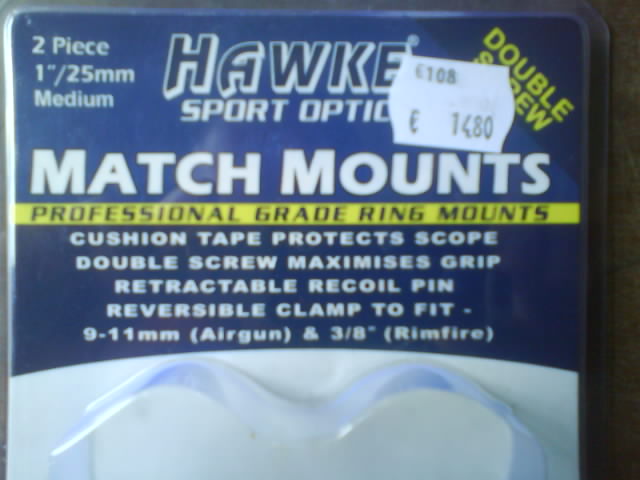 2 Piece
1"/25mm
Medium
HAWKE®
SPORT OPTIC
DOUBLE
SCREW
€108
€ 1480
MATCH MOUNTS
PROFESSIONAL GRADE RING MOUNTS
CUSHION TAPE PROTECTS SCOPE
DOUBLE SCREW MAXIMISES GRIP
RETRACTABLE RECOIL PIN
REVERSIBLE CLAMP TO FIT -
9-11mm (Airgun) & 3/8" (Rimfire)